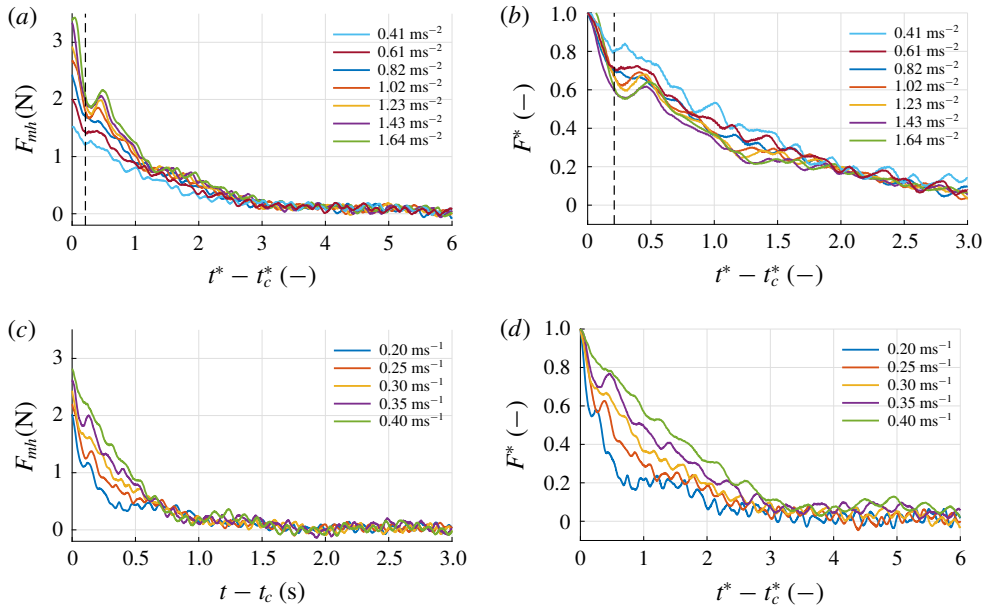 (a)
3
2
1
0
F_mh (N)
0 1 2 3 4 5 6
t* − t*_c (−)
0.41 ms⁻²
0.61 ms⁻²
0.82 ms⁻²
1.02 ms⁻²
1.23 ms⁻²
1.43 ms⁻²
1.64 ms⁻²
(b)
1.0
0.8
0.6
0.4
0.2
0
F* (−)
0 0.5 1.0 1.5 2.0 2.5 3.0
t* − t*_c (−)
0.41 ms⁻²
0.61 ms⁻²
0.82 ms⁻²
1.02 ms⁻²
1.23 ms⁻²
1.43 ms⁻²
1.64 ms⁻²
(c)
3
2
1
0
F_mh (N)
0 0.5 1.0 1.5 2.0 2.5 3.0
t − t_c (s)
0.20 ms⁻¹
0.25 ms⁻¹
0.30 ms⁻¹
0.35 ms⁻¹
0.40 ms⁻¹
(d)
1.0
0.8
0.6
0.4
0.2
0
F* (−)
0 1 2 3 4 5 6
t* − t*_c (−)
0.20 ms⁻¹
0.25 ms⁻¹
0.30 ms⁻¹
0.35 ms⁻¹
0.40 ms⁻¹